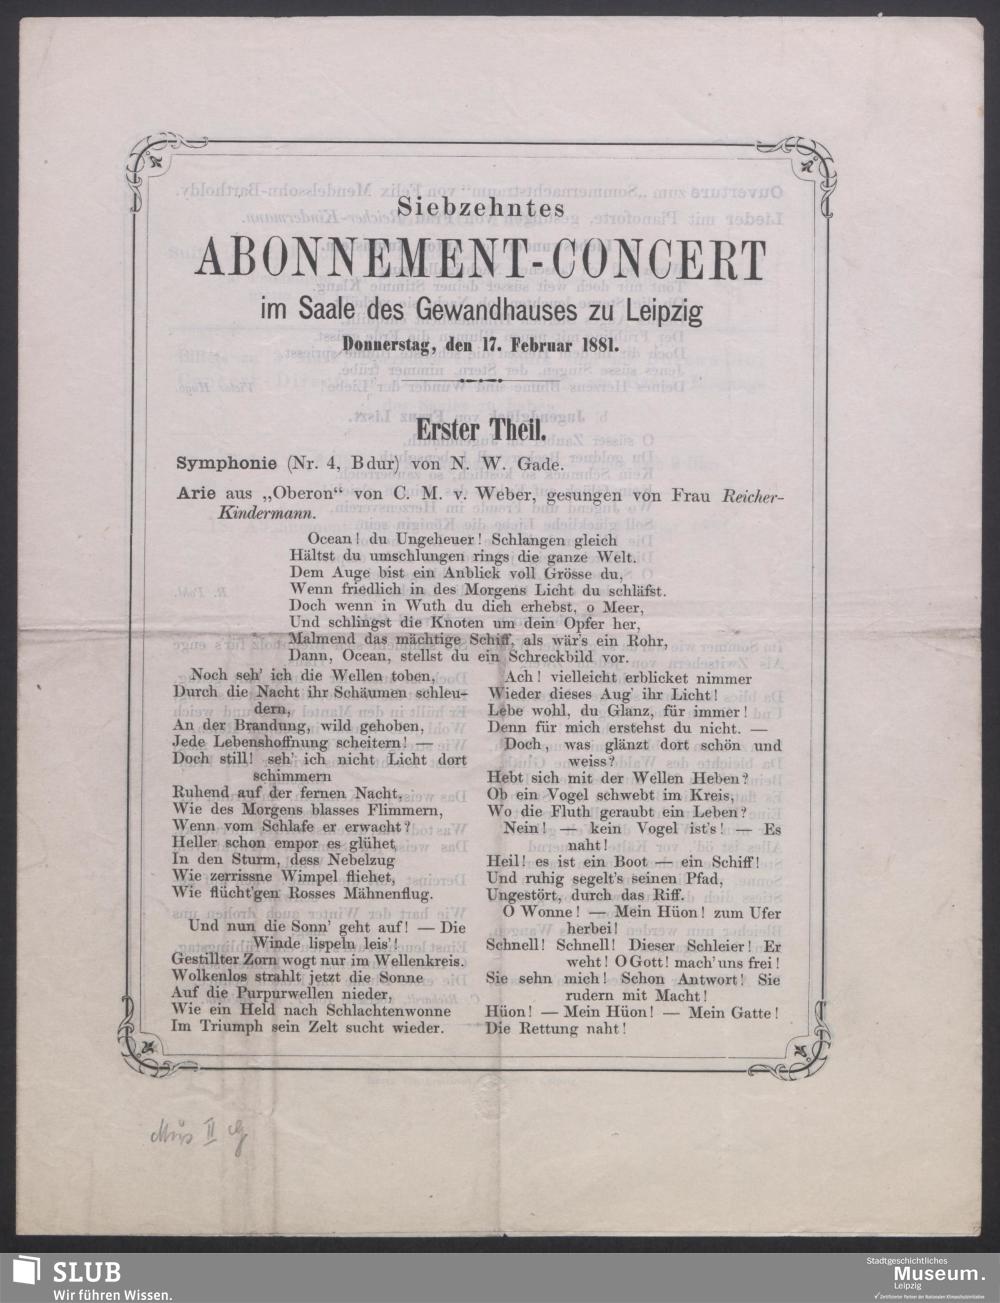 Siebzehntes
ABONNEMENT-CONCERT
im Saale des Gewandhauses zu Leipzig
Donnerstag, den 17. Februar 1881.
Erster Theil.
Symphonie (Nr. 4, B dur) von N. W. Gade.
Arie aus „Oberon“ von C. M. v. Weber, gesungen von Frau Reicher-
Kindermann.
Ocean! du Ungeheuer! Schlangen gleich
Hältst du umschlungen rings die ganze Welt.
Dem Auge bist ein Anblick voll Grösse du,
Wenn friedlich in des Morgens Licht du schläfst.
Doch wenn in Wuth du dich erhebst, o Meer,
Und schlingst die Knoten um dein Opfer her,
Malmend das mächtige Schiff, als wär's ein Rohr,
Dann, Ocean, stellst du ein Schreckbild vor.
Noch seh' ich die Wellen toben,
Durch die Nacht ihr Schäumen schleu-
dern,
An der Brandung, wild gehoben,
Jede Lebenshoffnung scheitern! —
Doch still! seh' ich nicht Licht dort
schimmern
Ruhend auf der fernen Nacht,
Wie des Morgens blasses Flimmern,
Wenn vom Schlafe er erwacht?
Heller schon empor es glühet,
In den Sturm, dess Nebelzug
Wie zerrissne Wimpel fliehet,
Wie flücht'gen Rosses Mähnenflug.
Und nun die Sonn' geht auf! — Die
Winde lispeln leis'!
Gestillter Zorn wogt nur im Wellenkreis.
Wolkenlos strahlt jetzt die Sonne
Auf die Purpurwellen nieder,
Wie ein Held nach Schlachtenwonne
Im Triumph sein Zelt sucht wieder.
Ach! vielleicht erblicket nimmer
Wieder dieses Aug' ihr Licht!
Lebe wohl, du Glanz, für immer!
Denn für mich erstehst du nicht. —
Doch, was glänzt dort schön und
weiss?
Hebt sich mit der Wellen Heben?
Ob ein Vogel schwebt im Kreis,
Wo die Fluth geraubt ein Leben?
Nein! — kein Vogel ist's! — Es
naht!
Heil! es ist ein Boot — ein Schiff!
Und ruhig segelt's seinen Pfad,
Ungestört, durch das Riff.
O Wonne! — Mein Hüon! zum Ufer
herbei!
Schnell! Schnell! Dieser Schleier! Er
weht! O Gott! mach' uns frei!
Sie sehn mich! Schon Antwort! Sie
rudern mit Macht!
Hüon! — Mein Hüon! — Mein Gatte!
Die Rettung naht!
Mus II
SLUB
Wir führen Wissen.
Stadtgeschichtliches
Museum.
Leipzig
Zertifizierter Partner der Nationalen Klimaschutzinitiative